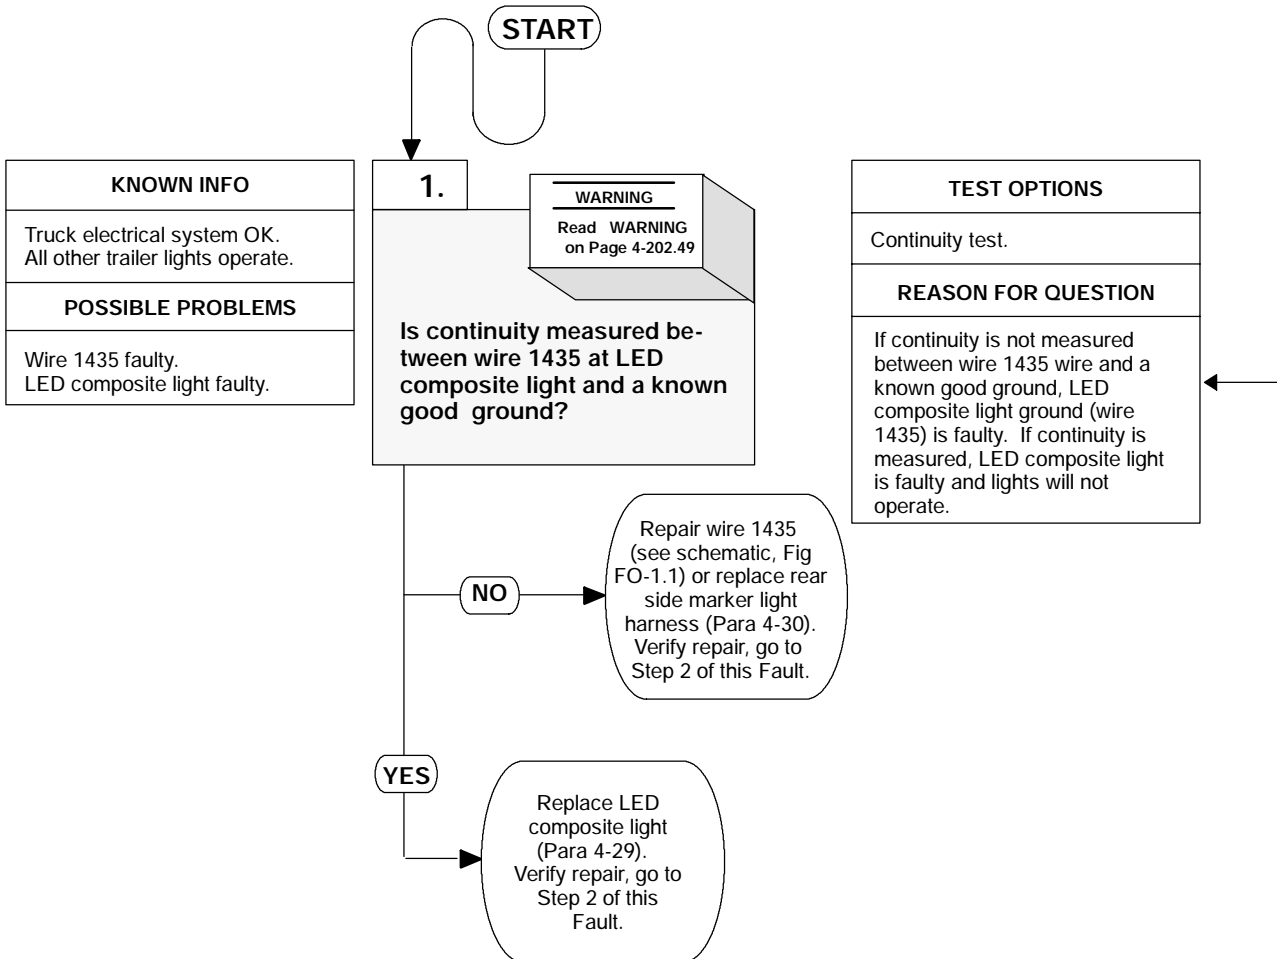 START
KNOWN INFO
Truck electrical system OK.
All other trailer lights operate.
POSSIBLE PROBLEMS
Wire 1435 faulty.
LED composite light faulty.
1.
WARNING
Read WARNING
on Page 4-202.49
Is continuity measured be-
tween wire 1435 at LED
composite light and a known
good ground?
TEST OPTIONS
Continuity test.
REASON FOR QUESTION
If continuity is not measured
between wire 1435 wire and a
known good ground, LED
composite light ground (wire
1435) is faulty. If continuity is
measured, LED composite light
is faulty and lights will not
operate.
NO
Repair wire 1435
(see schematic, Fig
FO-1.1) or replace rear
side marker light
harness (Para 4-30).
Verify repair, go to
Step 2 of this Fault.
YES
Replace LED
composite light
(Para 4-29).
Verify repair, go to
Step 2 of this
Fault.